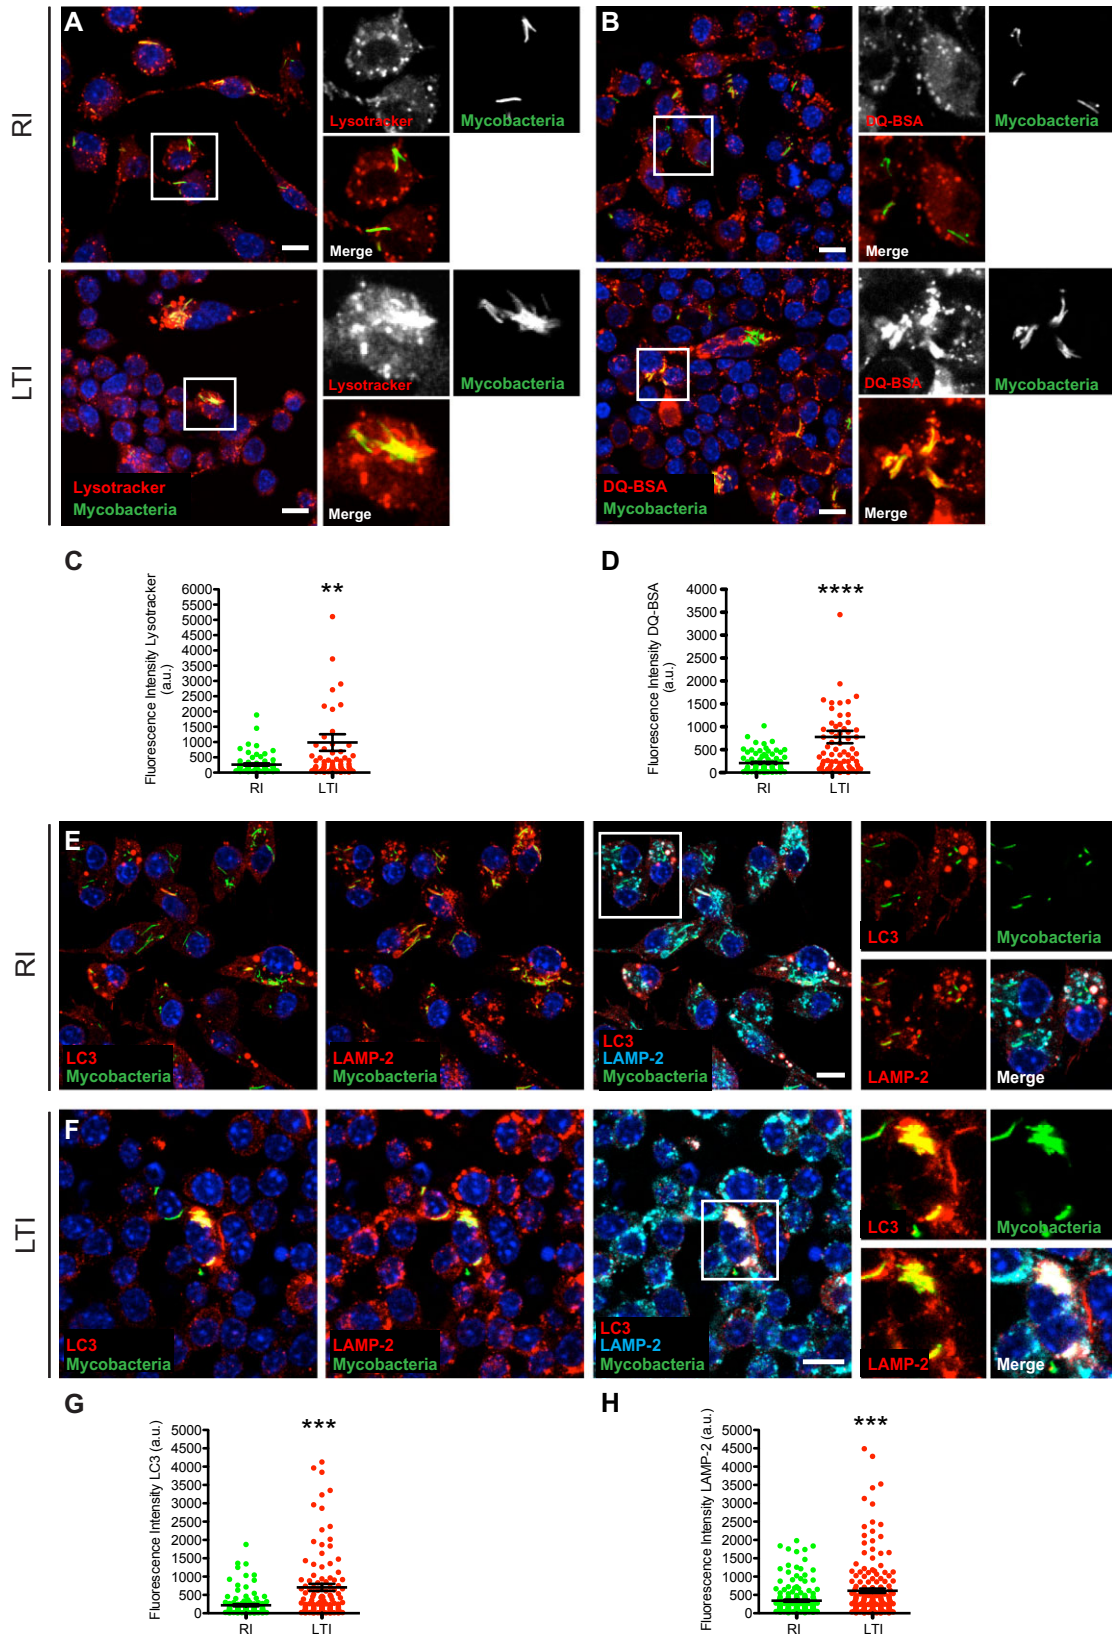 A
B
RI
Lysotracker
Mycobacteria
DQ-BSA
Mycobacteria
Merge
Merge
LTI
Lysotracker
Mycobacteria
DQ-BSA
Mycobacteria
Lysotracker
Mycobacteria
Merge
DQ-BSA
Mycobacteria
Merge
C
Fluorescence Intensity Lysotracker
(a.u.)
6000
5500
5000
4500
4000
3500
3000
2500
2000
1500
1000
500
0
**
RI
LTI
D
Fluorescence Intensity DQ-BSA
(a.u.)
4000
3500
3000
2500
2000
1500
1000
500
0
****
RI
LTI
E
RI
LC3
Mycobacteria
LAMP-2
Mycobacteria
LC3
LAMP-2
Mycobacteria
LC3
Mycobacteria
LAMP-2
Merge
F
LTI
LC3
Mycobacteria
LAMP-2
Mycobacteria
LC3
LAMP-2
Mycobacteria
LC3
Mycobacteria
LAMP-2
Merge
G
Fluorescence Intensity LC3 (a.u.)
5000
4500
4000
3500
3000
2500
2000
1500
1000
500
0
***
RI
LTI
H
Fluorescence Intensity LAMP-2 (a.u.)
5000
4500
4000
3500
3000
2500
2000
1500
1000
500
0
***
RI
LTI